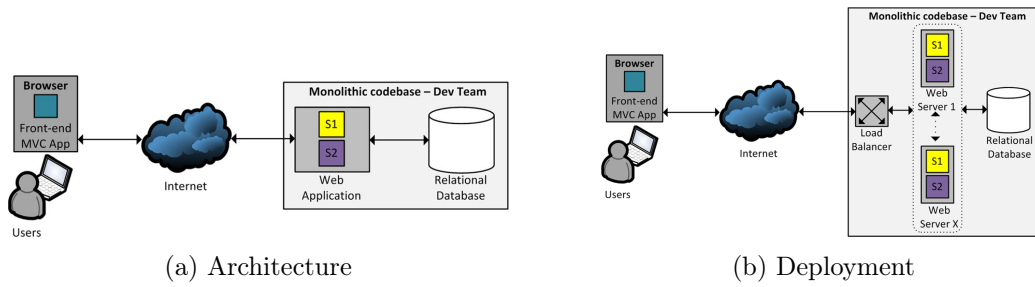 Monolithic codebase – Dev Team
Browser
Front-end
MVC App
S1
S2
Internet
Web
Application
Relational
Database
Users
(a) Architecture
Monolithic codebase – Dev Team
Browser
Front-end
MVC App
S1
S2
Web
Server 1
Load
Balancer
Internet
Relational
Database
S1
S2
Web
Server X
Users
(b) Deployment